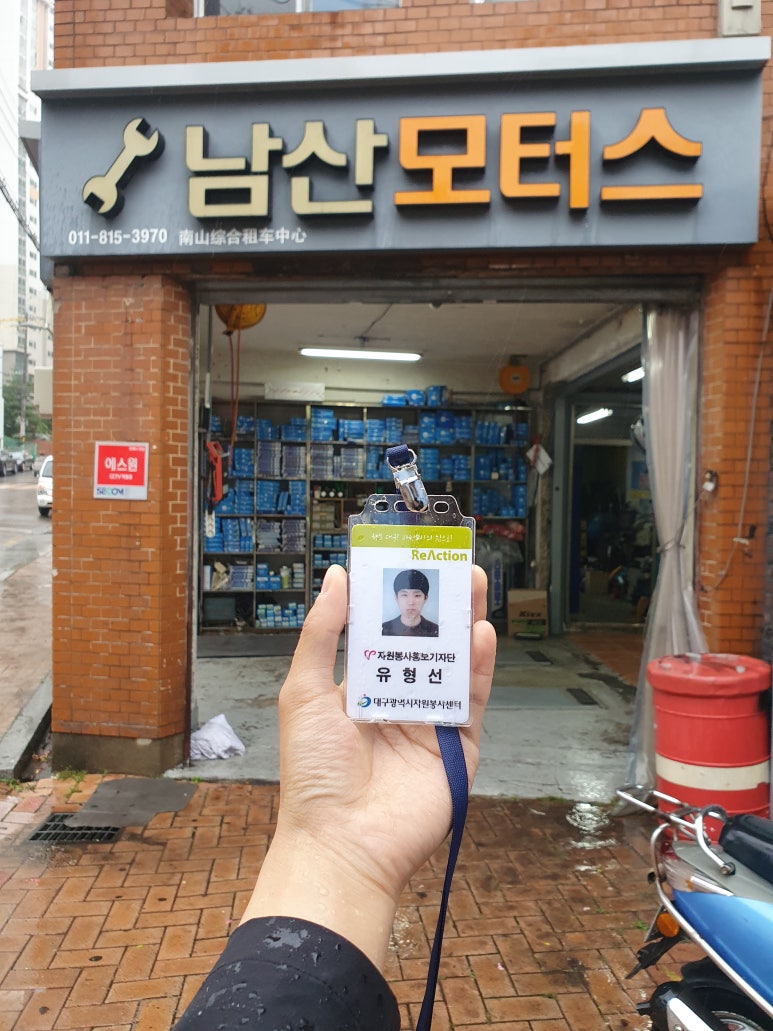 남산모터스
011-815-3970 南山综合租车中心
에스원
SECOM
ReAction
자원봉사홍보기자단
유형선
대구광역시자원봉사센터